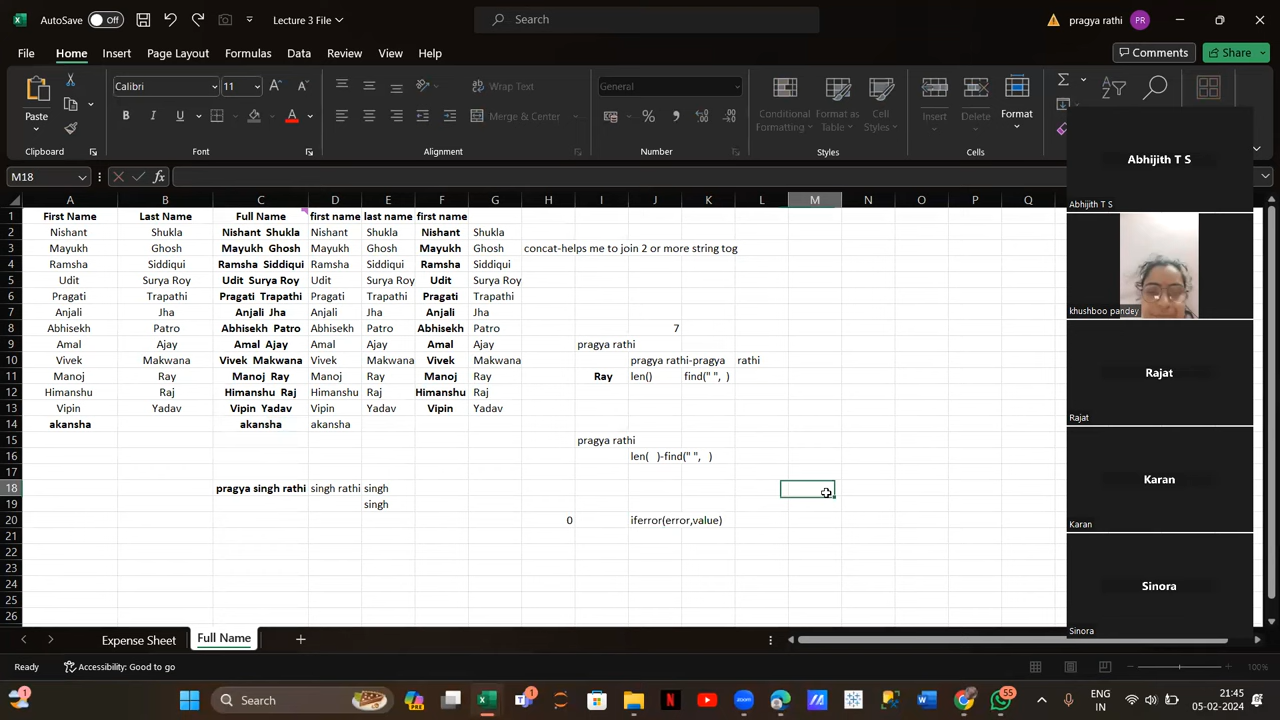 AutoSave Off Lecture 3 File Search pragya rathi PR
File Home Insert Page Layout Formulas Data Review View Help Comments Share
Paste Calibri 11 Wrap Text General Conditional Formatting Format as Table Cell Styles Insert Delete Format
B I U A Merge & Center
Clipboard Font Alignment Number Styles Cells
M18 fx
A B C D E F G H I J K L M N O P Q
1 First Name Last Name Full Name first name last name first name
2 Nishant Shukla Nishant Shukla Nishant Shukla Nishant Shukla
3 Mayukh Ghosh Mayukh Ghosh Mayukh Ghosh Mayukh Ghosh concat-helps me to join 2 or more string tog
4 Ramsha Siddiqui Ramsha Siddiqui Ramsha Siddiqui Ramsha Siddiqui
5 Udit Surya Roy Udit Surya Roy Udit Surya Roy Udit Surya Roy
6 Pragati Trapathi Pragati Trapathi Pragati Trapathi Pragati Trapathi
7 Anjali Jha Anjali Jha Anjali Jha Anjali Jha
8 Abhisekh Patro Abhisekh Patro Abhisekh Patro Abhisekh Patro 7
9 Amal Ajay Amal Ajay Amal Ajay Amal Ajay pragya rathi
10 Vivek Makwana Vivek Makwana Vivek Makwana Vivek Makwana pragya rathi-pragya rathi
11 Manoj Ray Manoj Ray Manoj Ray Manoj Ray Ray len() find(" ", )
12 Himanshu Raj Himanshu Raj Himanshu Raj Himanshu Raj
13 Vipin Yadav Vipin Yadav Vipin Yadav Vipin Yadav
14 akansha akansha akansha
15 pragya rathi
16 len( )-find(" ", )
17
18 pragya singh rathi singh rathi singh
19 singh
20 0 iferror(error,value)
21
22
23
24
25
26
Abhijith T S
Abhijith T S
khushboo pandey
Rajat
Rajat
Karan
Karan
Sinora
Sinora
Expense Sheet Full Name
Ready Accessibility: Good to go 100%
1 Search 1 55 ENG IN 21:45 05-02-2024